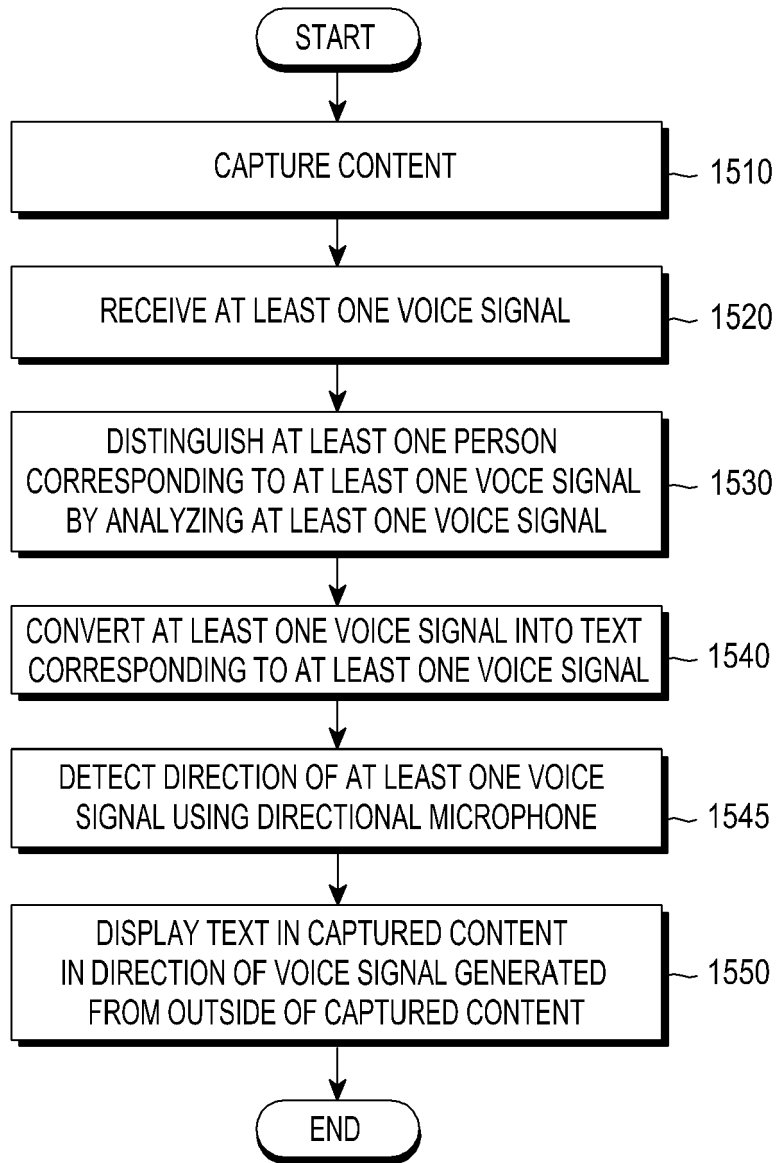 START
CAPTURE CONTENT
1510
RECEIVE AT LEAST ONE VOICE SIGNAL
1520
DISTINGUISH AT LEAST ONE PERSON
CORRESPONDING TO AT LEAST ONE VOCE SIGNAL
BY ANALYZING AT LEAST ONE VOICE SIGNAL
1530
CONVERT AT LEAST ONE VOICE SIGNAL INTO TEXT
CORRESPONDING TO AT LEAST ONE VOICE SIGNAL
1540
DETECT DIRECTION OF AT LEAST ONE VOICE
SIGNAL USING DIRECTIONAL MICROPHONE
1545
DISPLAY TEXT IN CAPTURED CONTENT
IN DIRECTION OF VOICE SIGNAL GENERATED
FROM OUTSIDE OF CAPTURED CONTENT
1550
END